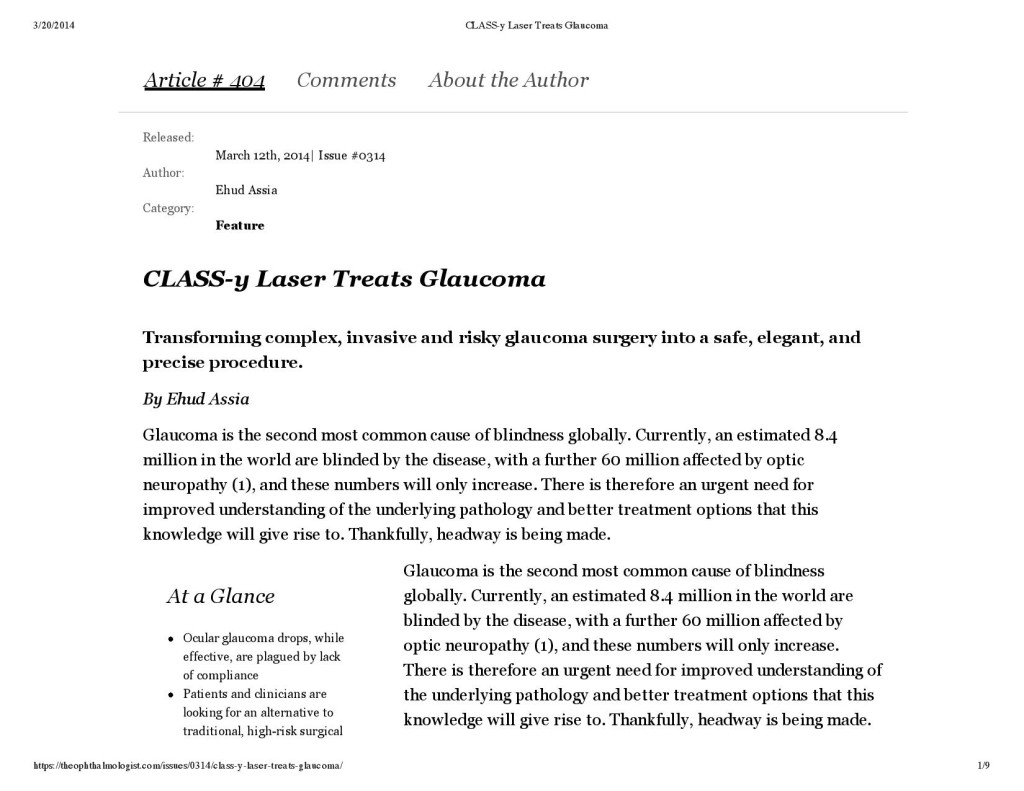 3/20/2014
CLASS-y Laser Treats Glaucoma
Article # 404 Comments About the Author
Released:
March 12th, 2014| Issue #0314
Author:
Ehud Assia
Category:
Feature
CLASS-y Laser Treats Glaucoma
Transforming complex, invasive and risky glaucoma surgery into a safe, elegant, and
precise procedure.
By Ehud Assia
Glaucoma is the second most common cause of blindness globally. Currently, an estimated 8.4
million in the world are blinded by the disease, with a further 60 million affected by optic
neuropathy (1), and these numbers will only increase. There is therefore an urgent need for
improved understanding of the underlying pathology and better treatment options that this
knowledge will give rise to. Thankfully, headway is being made.
At a Glance
● Ocular glaucoma drops, while
effective, are plagued by lack
of compliance
● Patients and clinicians are
looking for an alternative to
traditional, high-risk surgical
Glaucoma is the second most common cause of blindness
globally. Currently, an estimated 8.4 million in the world are
blinded by the disease, with a further 60 million affected by
optic neuropathy (1), and these numbers will only increase.
There is therefore an urgent need for improved understanding of
the underlying pathology and better treatment options that this
knowledge will give rise to. Thankfully, headway is being made.
https://theophthalmologist.com/issues/0314/class-y-laser-treats-glaucoma/
1/9